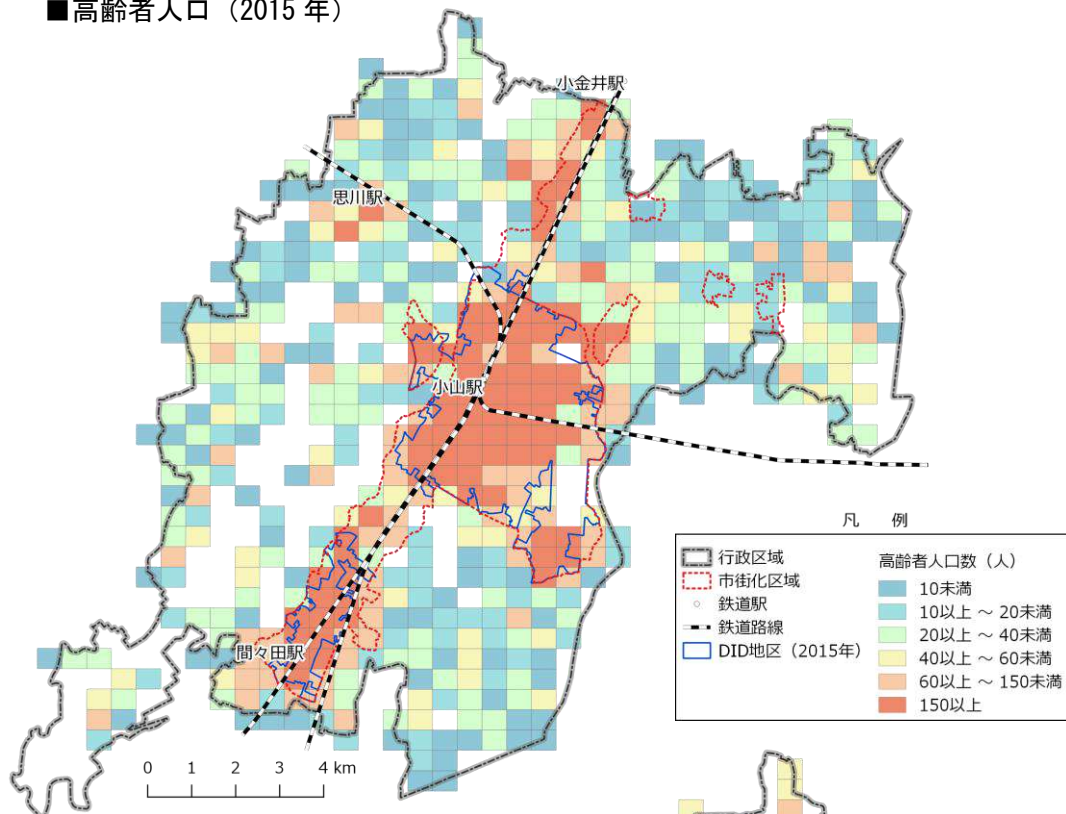 ■高齢者人口（2015 年）
小金井駅
思川駅
小山駅
間々田駅
0 1 2 3 4 km
凡 例
行政区域
市街化区域
鉄道駅
鉄道路線
DID地区（2015年）
高齢者人口数（人）
10未満
10以上 ～ 20未満
20以上 ～ 40未満
40以上 ～ 60未満
60以上 ～ 150未満
150以上